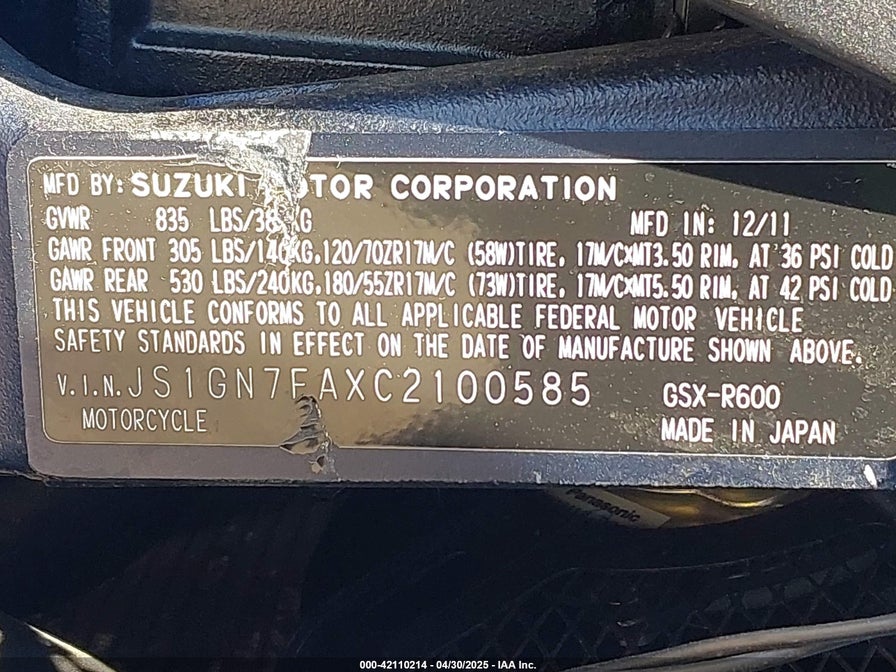 MFD BY: SUZUKI MOTOR CORPORATION
GVWR 835 LBS/ KG MFD IN: 12/11
GAWR FRONT 305 LBS/140KG.120/70ZR17M/C (58W)TIRE. 17M/C×MT3.50 RIM. AT 36 PSI COLD
GAWR REAR 530 LBS/240KG.180/55ZR17M/C (73W)TIRE. 17M/C×MT5.50 RIM. AT 42 PSI COLD
THIS VEHICLE CONFORMS TO ALL APPLICABLE FEDERAL MOTOR VEHICLE
SAFETY STANDARDS IN EFFECT ON THE DATE OF MANUFACTURE SHOWN ABOVE.
V.I.N. JS1GN7FAXC2100585 GSX-R600
MOTORCYCLE MADE IN JAPAN
Panasonic
000-42110214 - 04/30/2025 - IAA Inc.